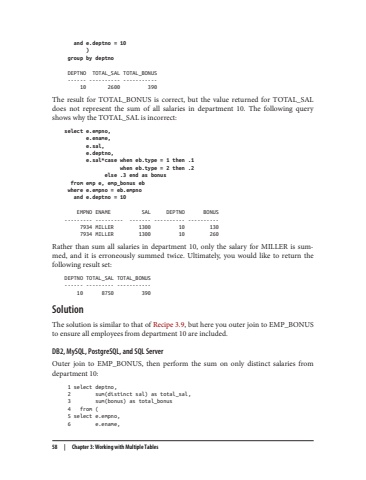 and e.deptno = 10
)
group by deptno
DEPTNO TOTAL_SAL TOTAL_BONUS
------ ---------- -----------
10 2600 390
The result for TOTAL_BONUS is correct, but the value returned for TOTAL_SAL
does not represent the sum of all salaries in department 10. The following query
shows why the TOTAL_SAL is incorrect:
select e.empno,
e.ename,
e.sal,
e.deptno,
e.sal*case when eb.type = 1 then .1
when eb.type = 2 then .2
else .3 end as bonus
from emp e, emp_bonus eb
where e.empno = eb.empno
and e.deptno = 10
EMPNO ENAME SAL DEPTNO BONUS
--------- --------- ------- ---------- ----------
7934 MILLER 1300 10 130
7934 MILLER 1300 10 260
Rather than sum all salaries in department 10, only the salary for MILLER is sum-
med, and it is erroneously summed twice. Ultimately, you would like to return the
following result set:
DEPTNO TOTAL_SAL TOTAL_BONUS
------ --------- -----------
10 8750 390
Solution
The solution is similar to that of Recipe 3.9, but here you outer join to EMP_BONUS
to ensure all employees from department 10 are included.
DB2, MySQL, PostgreSQL, and SQL Server
Outer join to EMP_BONUS, then perform the sum on only distinct salaries from
department 10:
1 select deptno,
2 sum(distinct sal) as total_sal,
3 sum(bonus) as total_bonus
4 from (
5 select e.empno,
6 e.ename,
58 | Chapter 3: Working with Multiple Tables